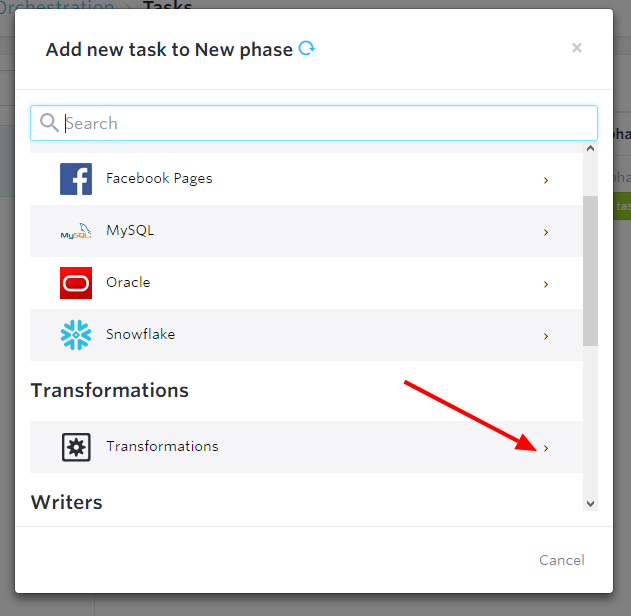 Orchestration > Tasks
Add new task to New phase
×
Search
Facebook Pages
MySQL MySQL
Oracle
Snowflake
Transformations
Transformations
Writers
Cancel